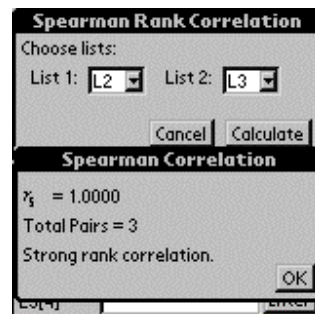 Spearman Rank Correlation
Choose lists:
List 1: L2 List 2: L3
Cancel Calculate
Spearman Correlation
rs = 1.0000
Total Pairs = 3
Strong rank correlation.
OK